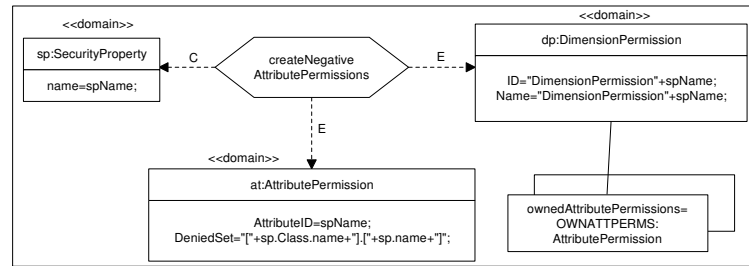 <<domain>>
sp:SecurityProperty
name=spName;
C
createNegative
AttributePermissions
E
E
<<domain>>
dp:DimensionPermission
ID="DimensionPermission"+spName;
Name="DimensionPermission"+spName;
<<domain>>
at:AttributePermission
AttributeID=spName;
DeniedSet="["+sp.Class.name+"].["+sp.name+"]";
ownedAttributePermissions=
OWNATTPERMS:
AttributePermission